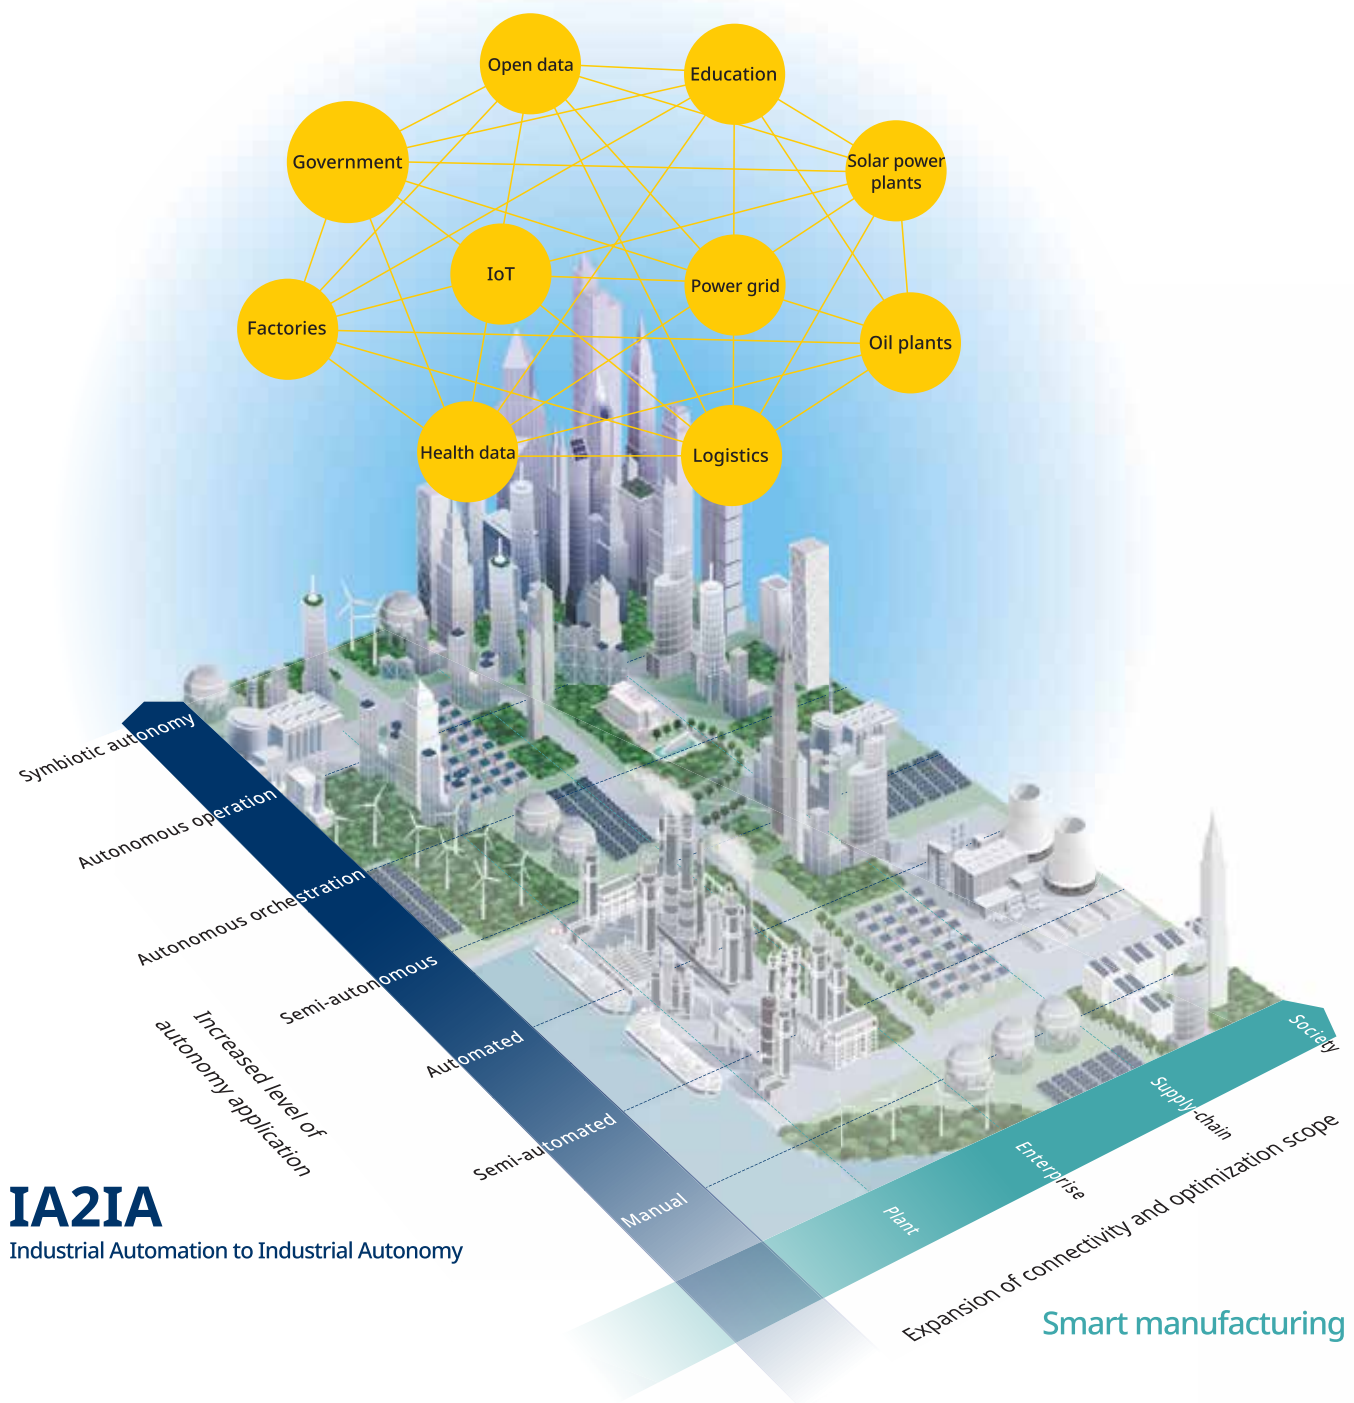 Open data
Education
Government
Solar power
plants
IoT
Power grid
Factories
Oil plants
Health data
Logistics
Symbiotic autonomy
Autonomous operation
Autonomous orchestration
Semi-autonomous
Automated
Semi-automated
Manual
Increased level of
autonomy application
Society
Supply-chain
Enterprise
Plant
Expansion of connectivity and optimization scope
IA2IA
Industrial Automation to Industrial Autonomy
Smart manufacturing